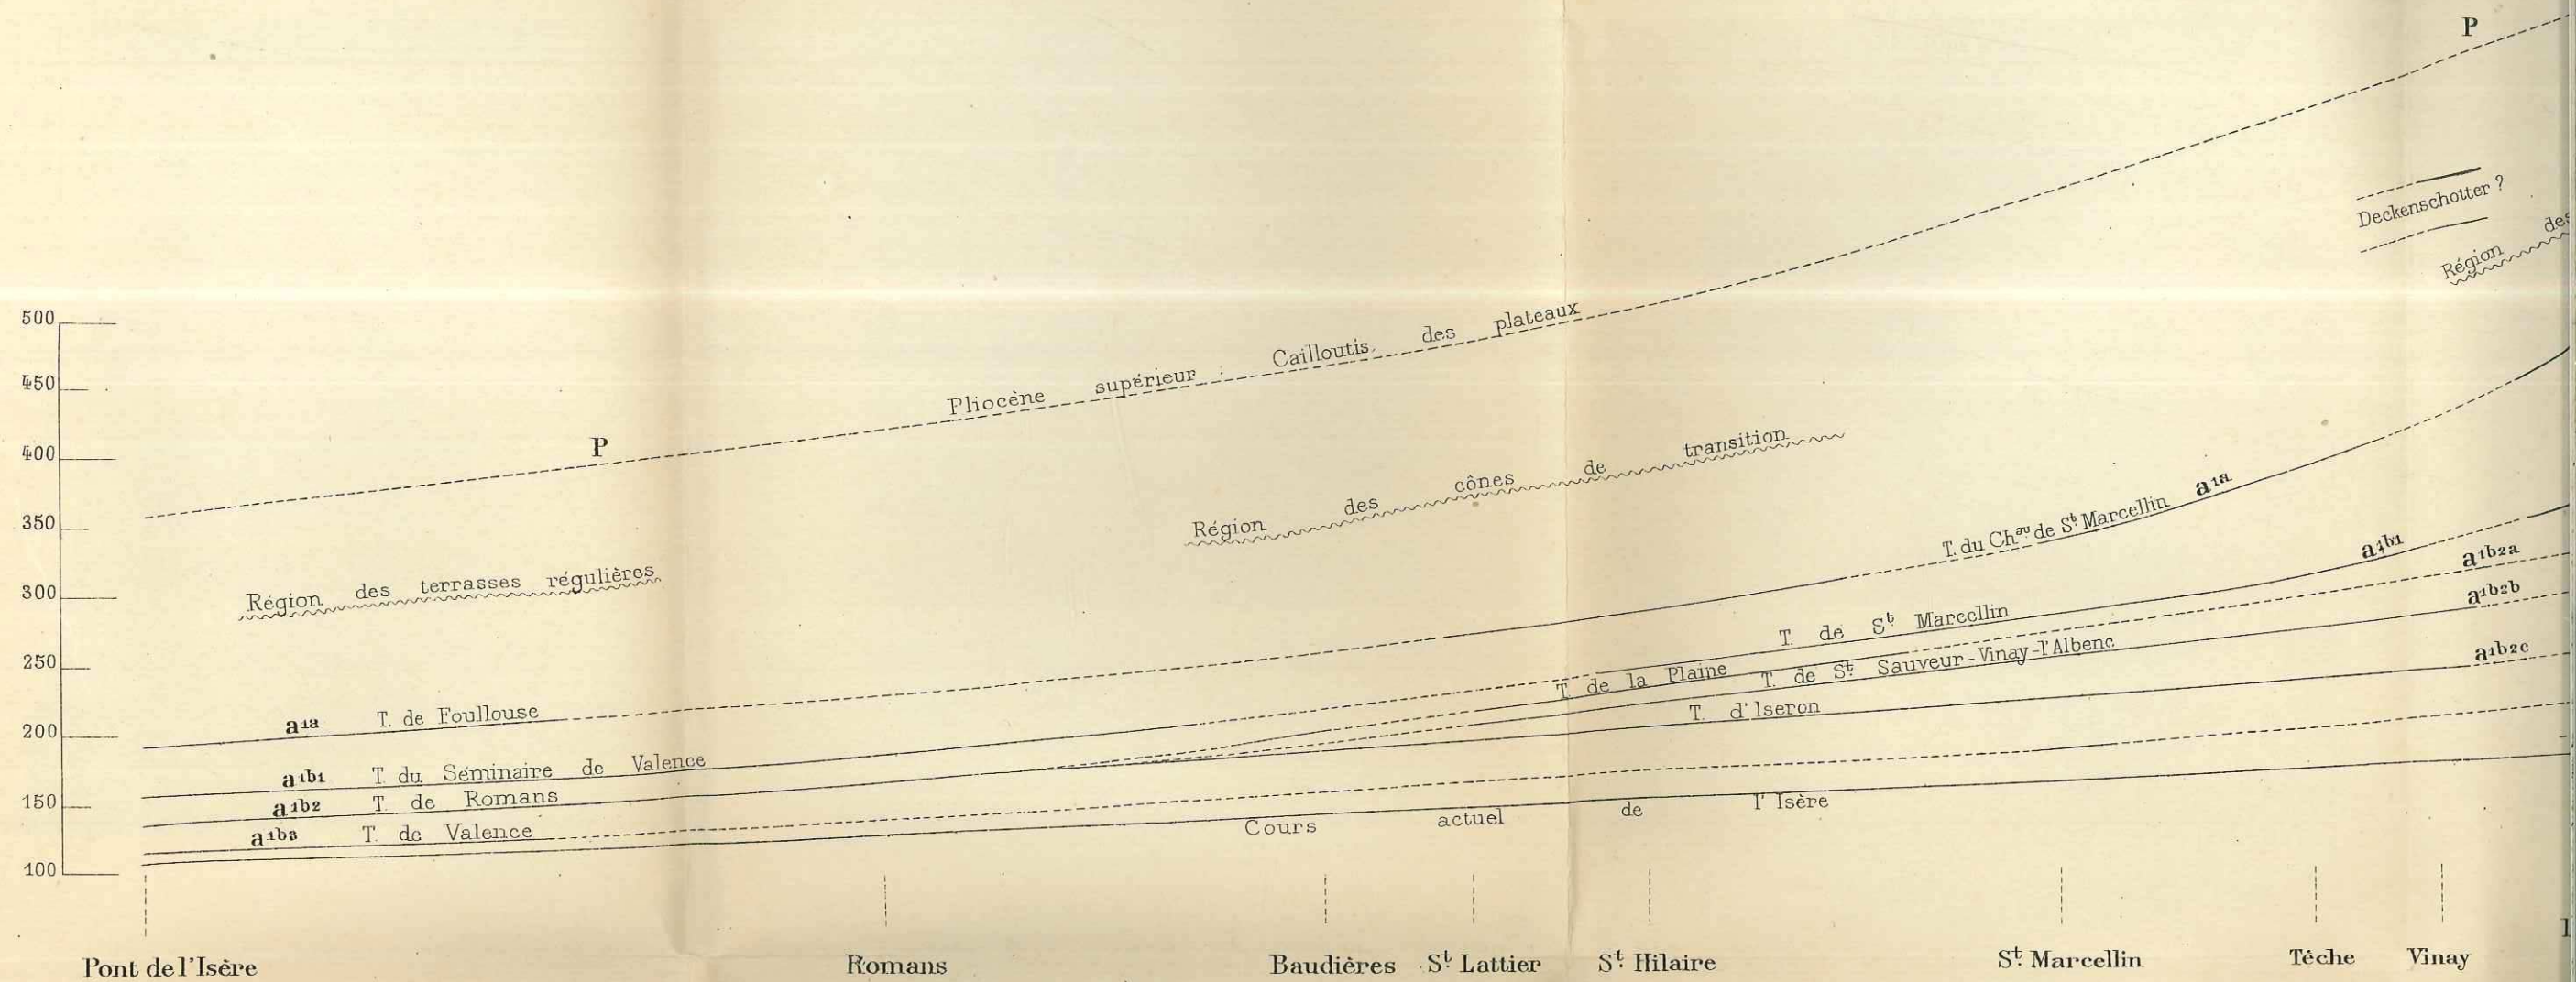 P
Deckenschotter ?
Région des
500
450
400
350
300
250
200
150
100
Pliocène supérieur : Cailloutis des plateaux
P
Région des cônes de transition
Région des terrasses régulières
T. du Chᵃᵘ de Sᵗ Marcellin a¹ᵃ
a¹ᵇ¹
a¹ᵇ²ᵃ
a¹ᵇ²ᵇ
a¹ᵇ²ᶜ
T. de Sᵗ Marcellin
T. de la Plaine
T. de Sᵗ Sauveur-Vinay-l'Albenc
T. d'Iseron
a¹ᵃ T. de Foullouse
a¹ᵇ¹ T. du Séminaire de Valence
a¹ᵇ² T. de Romans
a¹ᵇ³ T. de Valence
Cours actuel de l'Isère
Pont de l'Isère
Romans
Baudières
Sᵗ Lattier
Sᵗ Hilaire
Sᵗ Marcellin
Têche
Vinay